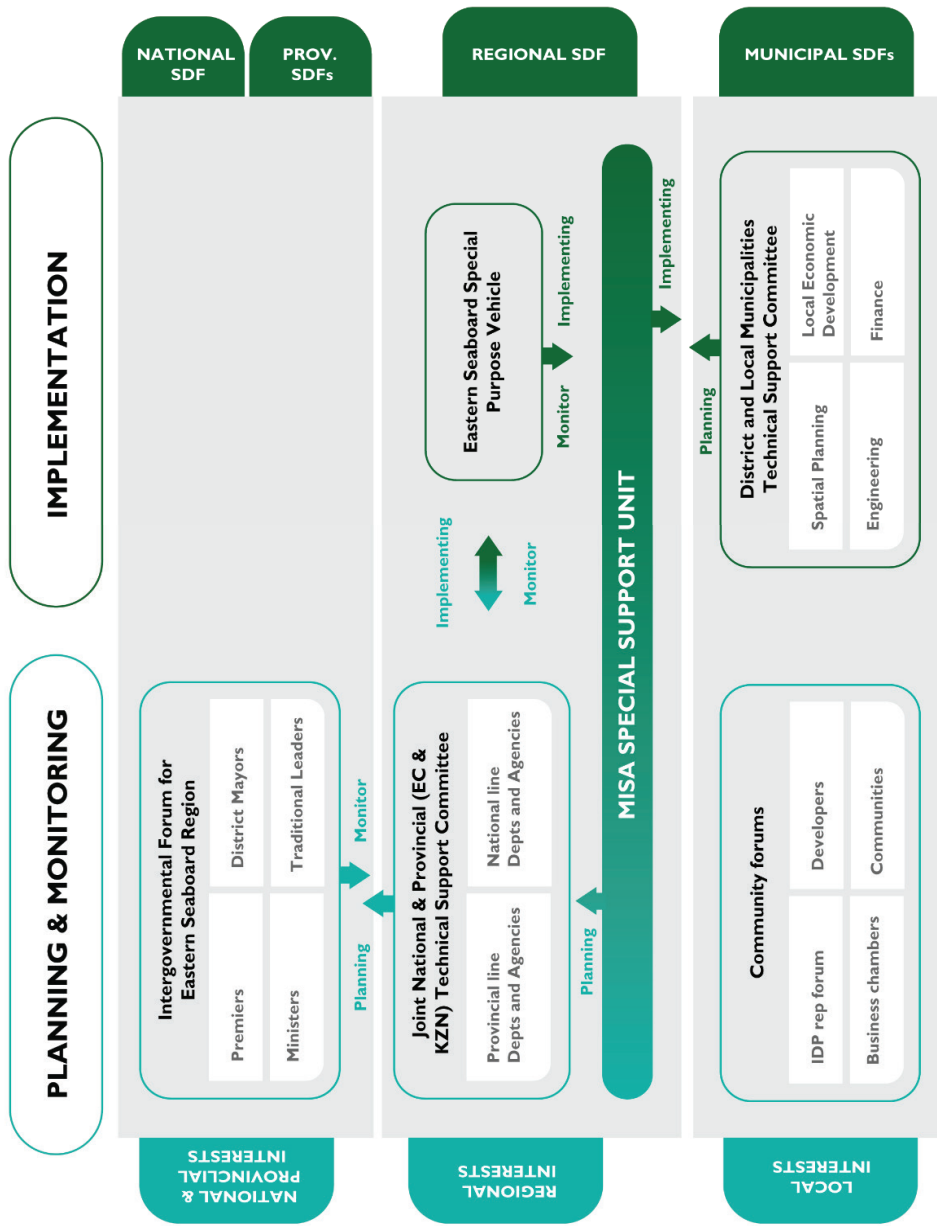 PLANNING & MONITORING
IMPLEMENTATION
NATIONAL &
PROVINCLIAL
INTERESTS
Intergovernmental Forum for
Eastern Seaboard Region
Premiers
District Mayors
Ministers
Traditional Leaders
NATIONAL
SDF
PROV.
SDFs
Planning
Monitor
REGIONAL
INTERESTS
Joint National & Provincial (EC &
KZN) Technical Support Committee
Provincial line
Depts and Agencies
National line
Depts and Agencies
Implementing
Monitor
Eastern Seaboard Special
Purpose Vehicle
REGIONAL SDF
Planning
Monitor
Implementing
MISA SPECIAL SUPPORT UNIT
Planning
Implementing
LOCAL
INTERESTS
Community forums
IDP rep forum
Developers
Business chambers
Communities
District and Local Municipalities
Technical Support Committee
Spatial Planning
Local Economic
Development
Engineering
Finance
MUNICIPAL SDFs